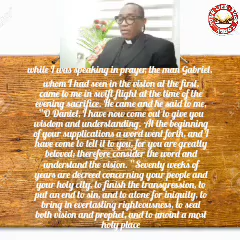 while I was speaking in prayer, the man Gabriel,
whom I had seen in the vision at the first,
came to me in swift flight at the time of the
evening sacrifice. He came and he said to me,
"O Daniel, I have now come out to give you
wisdom and understanding. At the beginning
of your supplications a word went forth, and I
have come to tell it to you, for you are greatly
beloved; therefore consider the word and
understand the vision. "Seventy weeks of
years are decreed concerning your people and
your holy city, to finish the transgression, to
put an end to sin, and to atone for iniquity, to
bring in everlasting righteousness, to seal
both vision and prophet, and to anoint a most
holy place